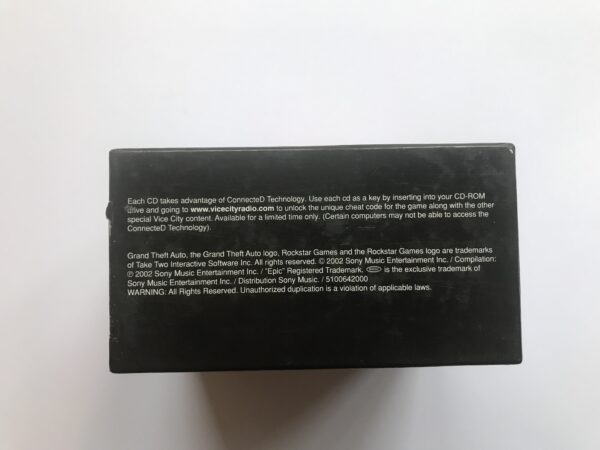 Each CD takes advantage of ConnecteD Technology. Use each cd as a key by inserting into your CD-ROM
drive and going to www.vicecityradio.com to unlock the unique cheat code for the game along with the other
special Vice City content. Available for a limited time only. (Certain computers may not be able to access the
ConnecteD Technology).
Grand Theft Auto, the Grand Theft Auto logo, Rockstar Games and the Rockstar Games logo are trademarks
of Take Two Interactive Software Inc. All rights reserved. © 2002 Sony Music Entertainment Inc. / Compilation:
℗ 2002 Sony Music Entertainment Inc. / "Epic" Registered Trademark. is the exclusive trademark of
Sony Music Entertainment Inc. / Distribution Sony Music. / 5100642000
WARNING: All Rights Reserved. Unauthorized duplication is a violation of applicable laws.